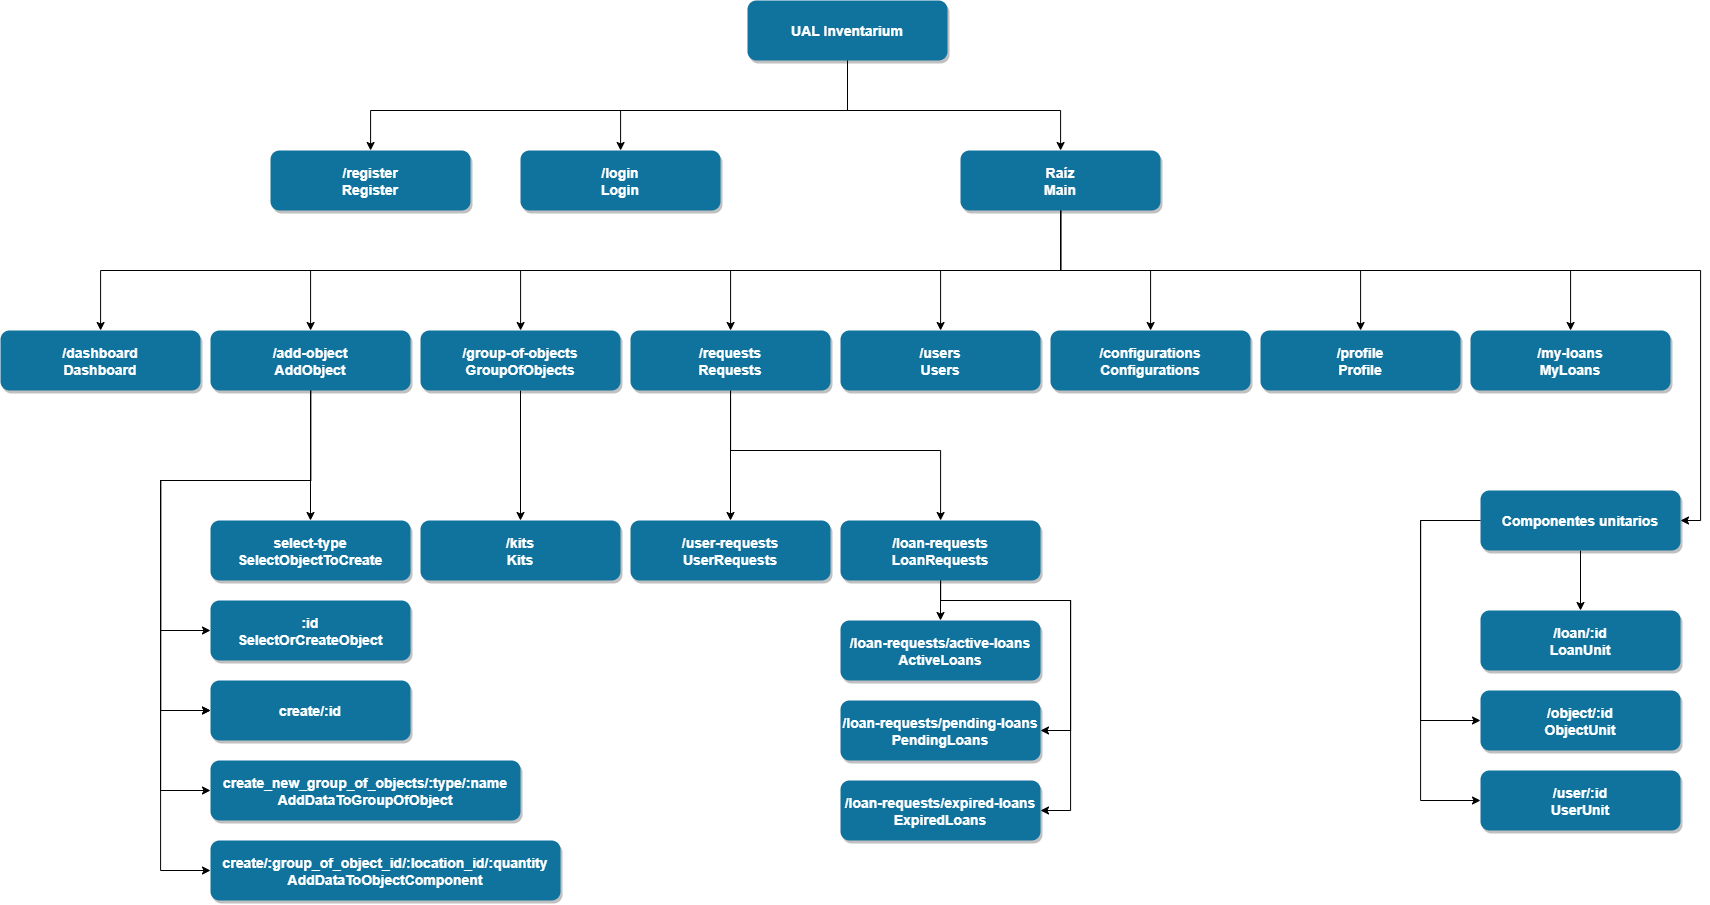 UAL Inventarium
/register
Register
/login
Login
Raíz
Main
/dashboard
Dashboard
/add-object
AddObject
/group-of-objects
GroupOfObjects
/requests
Requests
/users
Users
/configurations
Configurations
/profile
Profile
/my-loans
MyLoans
select-type
SelectObjectToCreate
/kits
Kits
/user-requests
UserRequests
/loan-requests
LoanRequests
Componentes unitarios
:id
SelectOrCreateObject
create/:id
create_new_group_of_objects/:type/:name
AddDataToGroupOfObject
create/:group_of_object_id/:location_id/:quantity
AddDataToObjectComponent
/loan-requests/active-loans
ActiveLoans
/loan-requests/pending-loans
PendingLoans
/loan-requests/expired-loans
ExpiredLoans
/loan/:id
LoanUnit
/object/:id
ObjectUnit
/user/:id
UserUnit